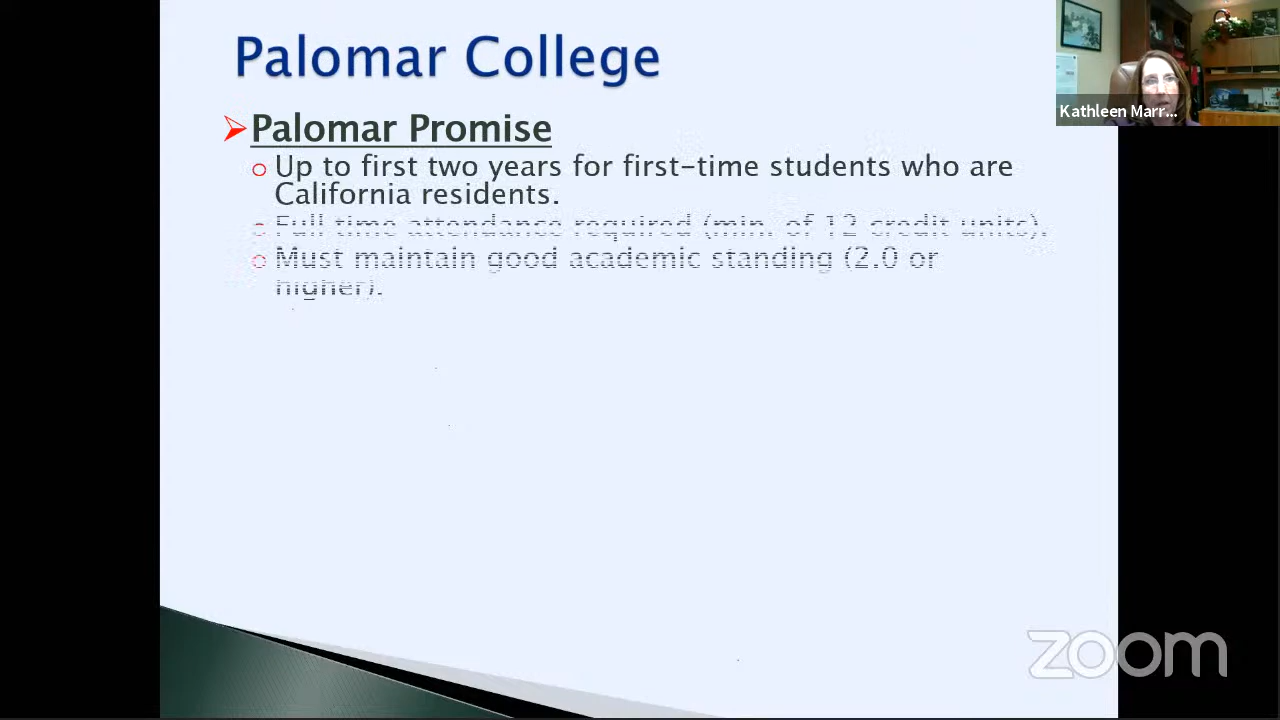 Palomar College
Kathleen Marr...
Palomar Promise
Up to first two years for first-time students who are
California residents.
Full time attendance required (min. of 12 credit units).
Must maintain good academic standing (2.0 or
higher).
zoom